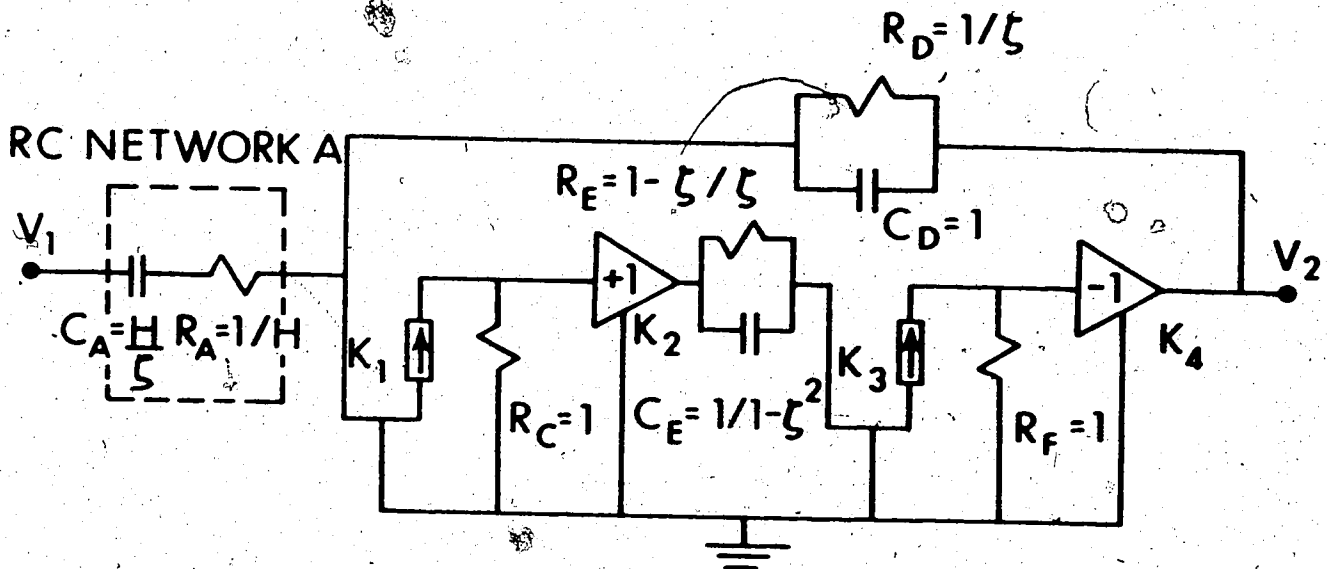 R_D=1/ζ
RC NETWORK A
R_E=1-ζ/ζ
C_D=1
V_1
+1
-1
V_2
C_A=H/ζ R_A=1/H
K_1
K_2
K_3
K_4
R_C=1
C_E=1/1-ζ^2
R_F=1